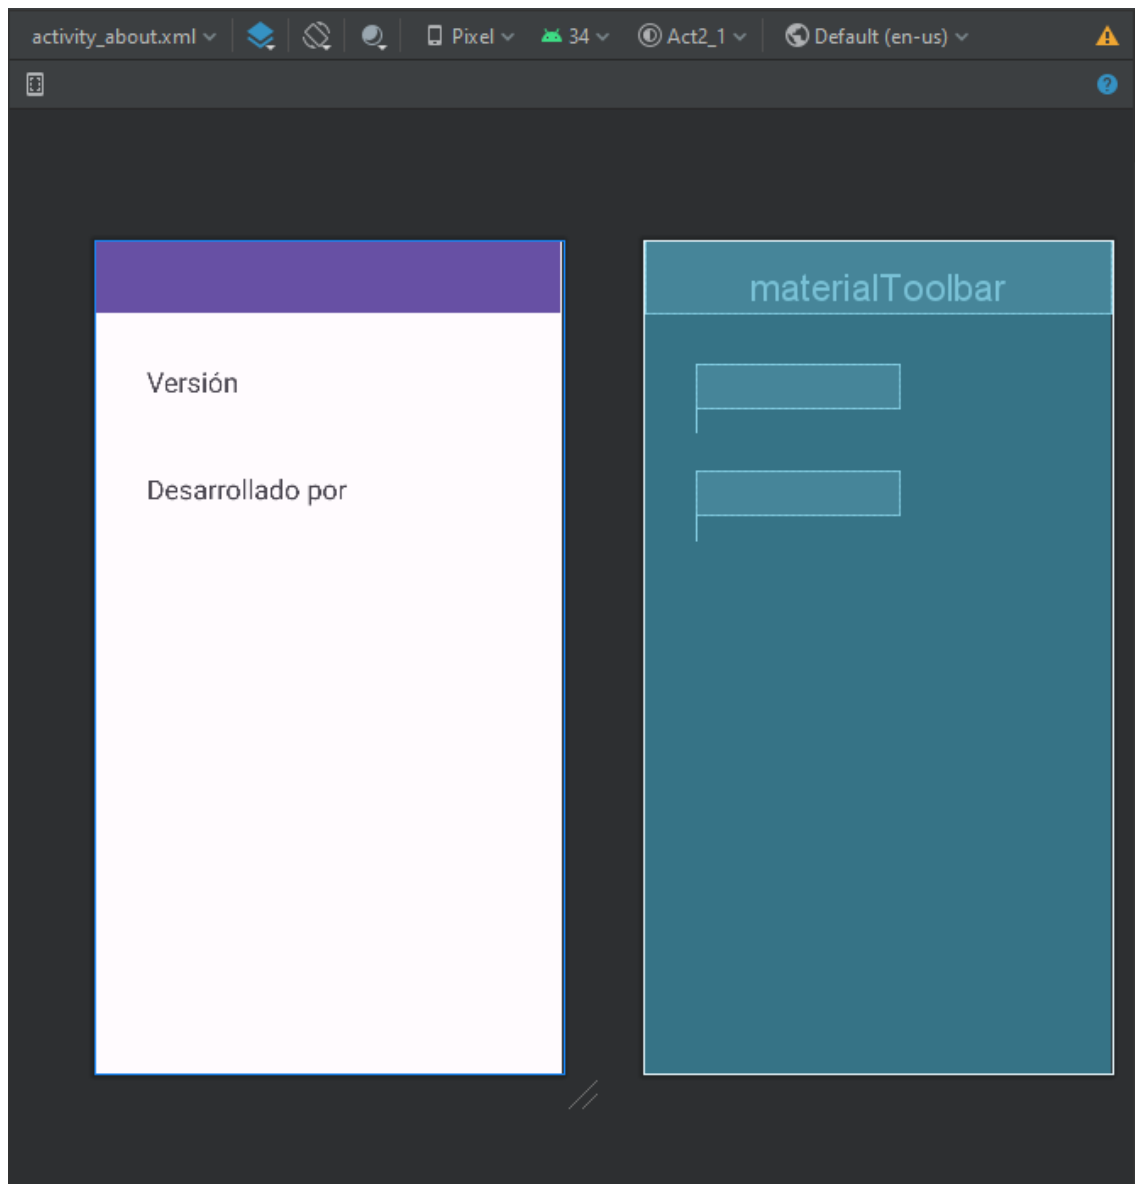 activity_about.xml Pixel 34 Act2_1 Default (en-us)
?
materialToolbar
Versión
Desarrollado por